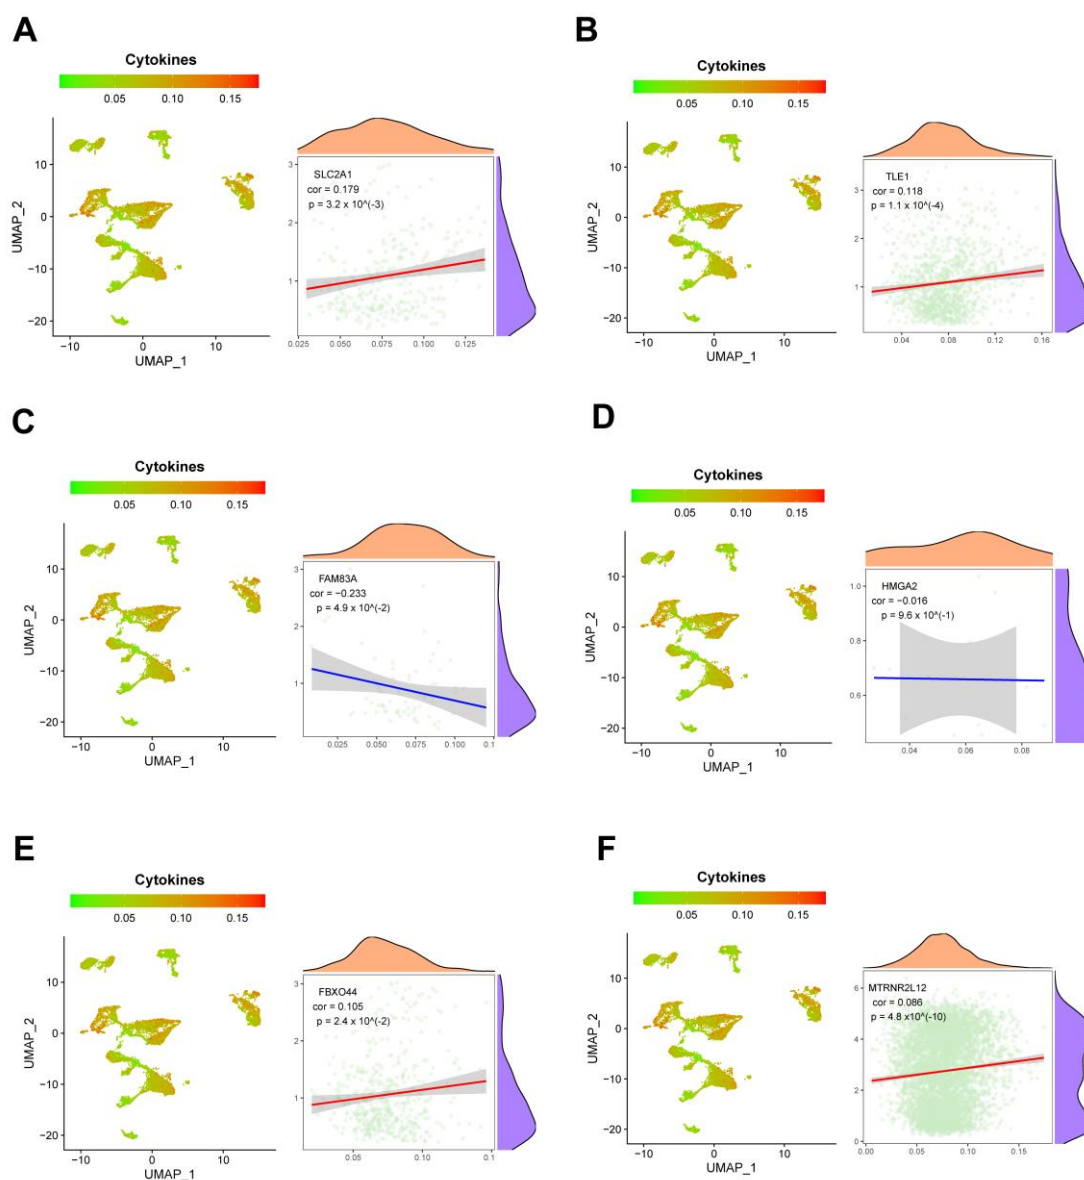 A
Cytokines
0.05 0.10 0.15
10
0
−10
−20
UMAP_2
−10 0 10
UMAP_1
SLC2A1
cor = 0.179
p = 3.2 x 10^(-3)
3
2
1
0.025 0.050 0.075 0.100 0.125
B
Cytokines
0.05 0.10 0.15
10
0
−10
−20
UMAP_2
−10 0 10
UMAP_1
TLE1
cor = 0.118
p = 1.1 x 10^(-4)
3
2
1
0.04 0.08 0.12 0.16
C
Cytokines
0.05 0.10 0.15
10
0
−10
−20
UMAP_2
−10 0 10
UMAP_1
FAM83A
cor = −0.233
p = 4.9 x 10^(-2)
3
2
1
0.025 0.050 0.075 0.100 0.1
D
Cytokines
0.05 0.10 0.15
10
0
−10
−20
UMAP_2
−10 0 10
UMAP_1
HMGA2
cor = −0.016
p = 9.6 x 10^(-1)
1.0
0.8
0.6
0.04 0.06 0.08
E
Cytokines
0.05 0.10 0.15
10
0
−10
−20
UMAP_2
−10 0 10
UMAP_1
FBXO44
cor = 0.105
p = 2.4 x 10^(-2)
3
2
1
0.05 0.10 0.1
F
Cytokines
0.05 0.10 0.15
10
0
−10
−20
UMAP_2
−10 0 10
UMAP_1
MTRNR2L12
cor = 0.086
p = 4.8 x10^(-10)
6
4
2
0
0.00 0.05 0.10 0.15